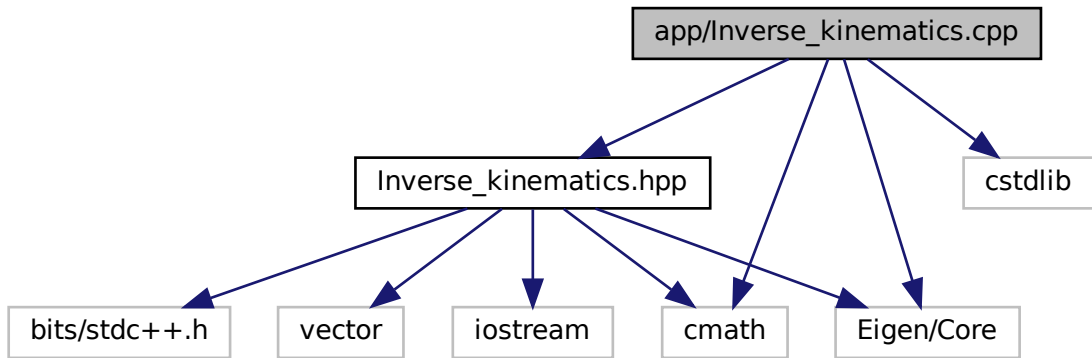 app/Inverse_kinematics.cpp
Inverse_kinematics.hpp
cstdlib
bits/stdc++.h
vector
iostream
cmath
Eigen/Core